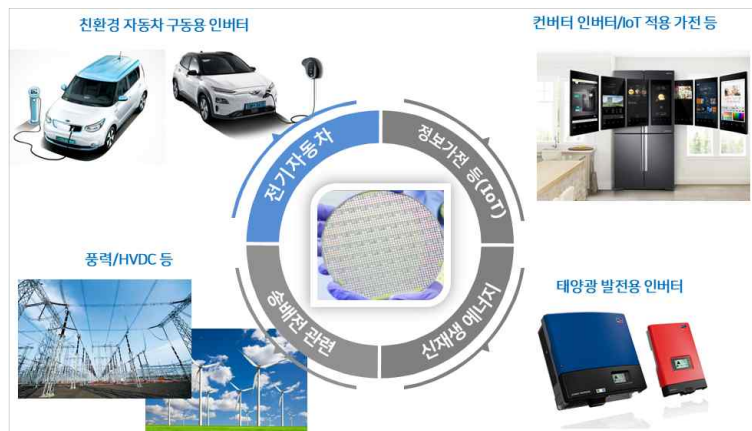 친환경 자동차 구동용 인버터
컨버터 인버터/IoT 적용 가전 등
전기자동차
정보가전 등(IoT)
풍력/HVDC 등
태양광 발전용 인버터
송배전 관련
신재생 에너지